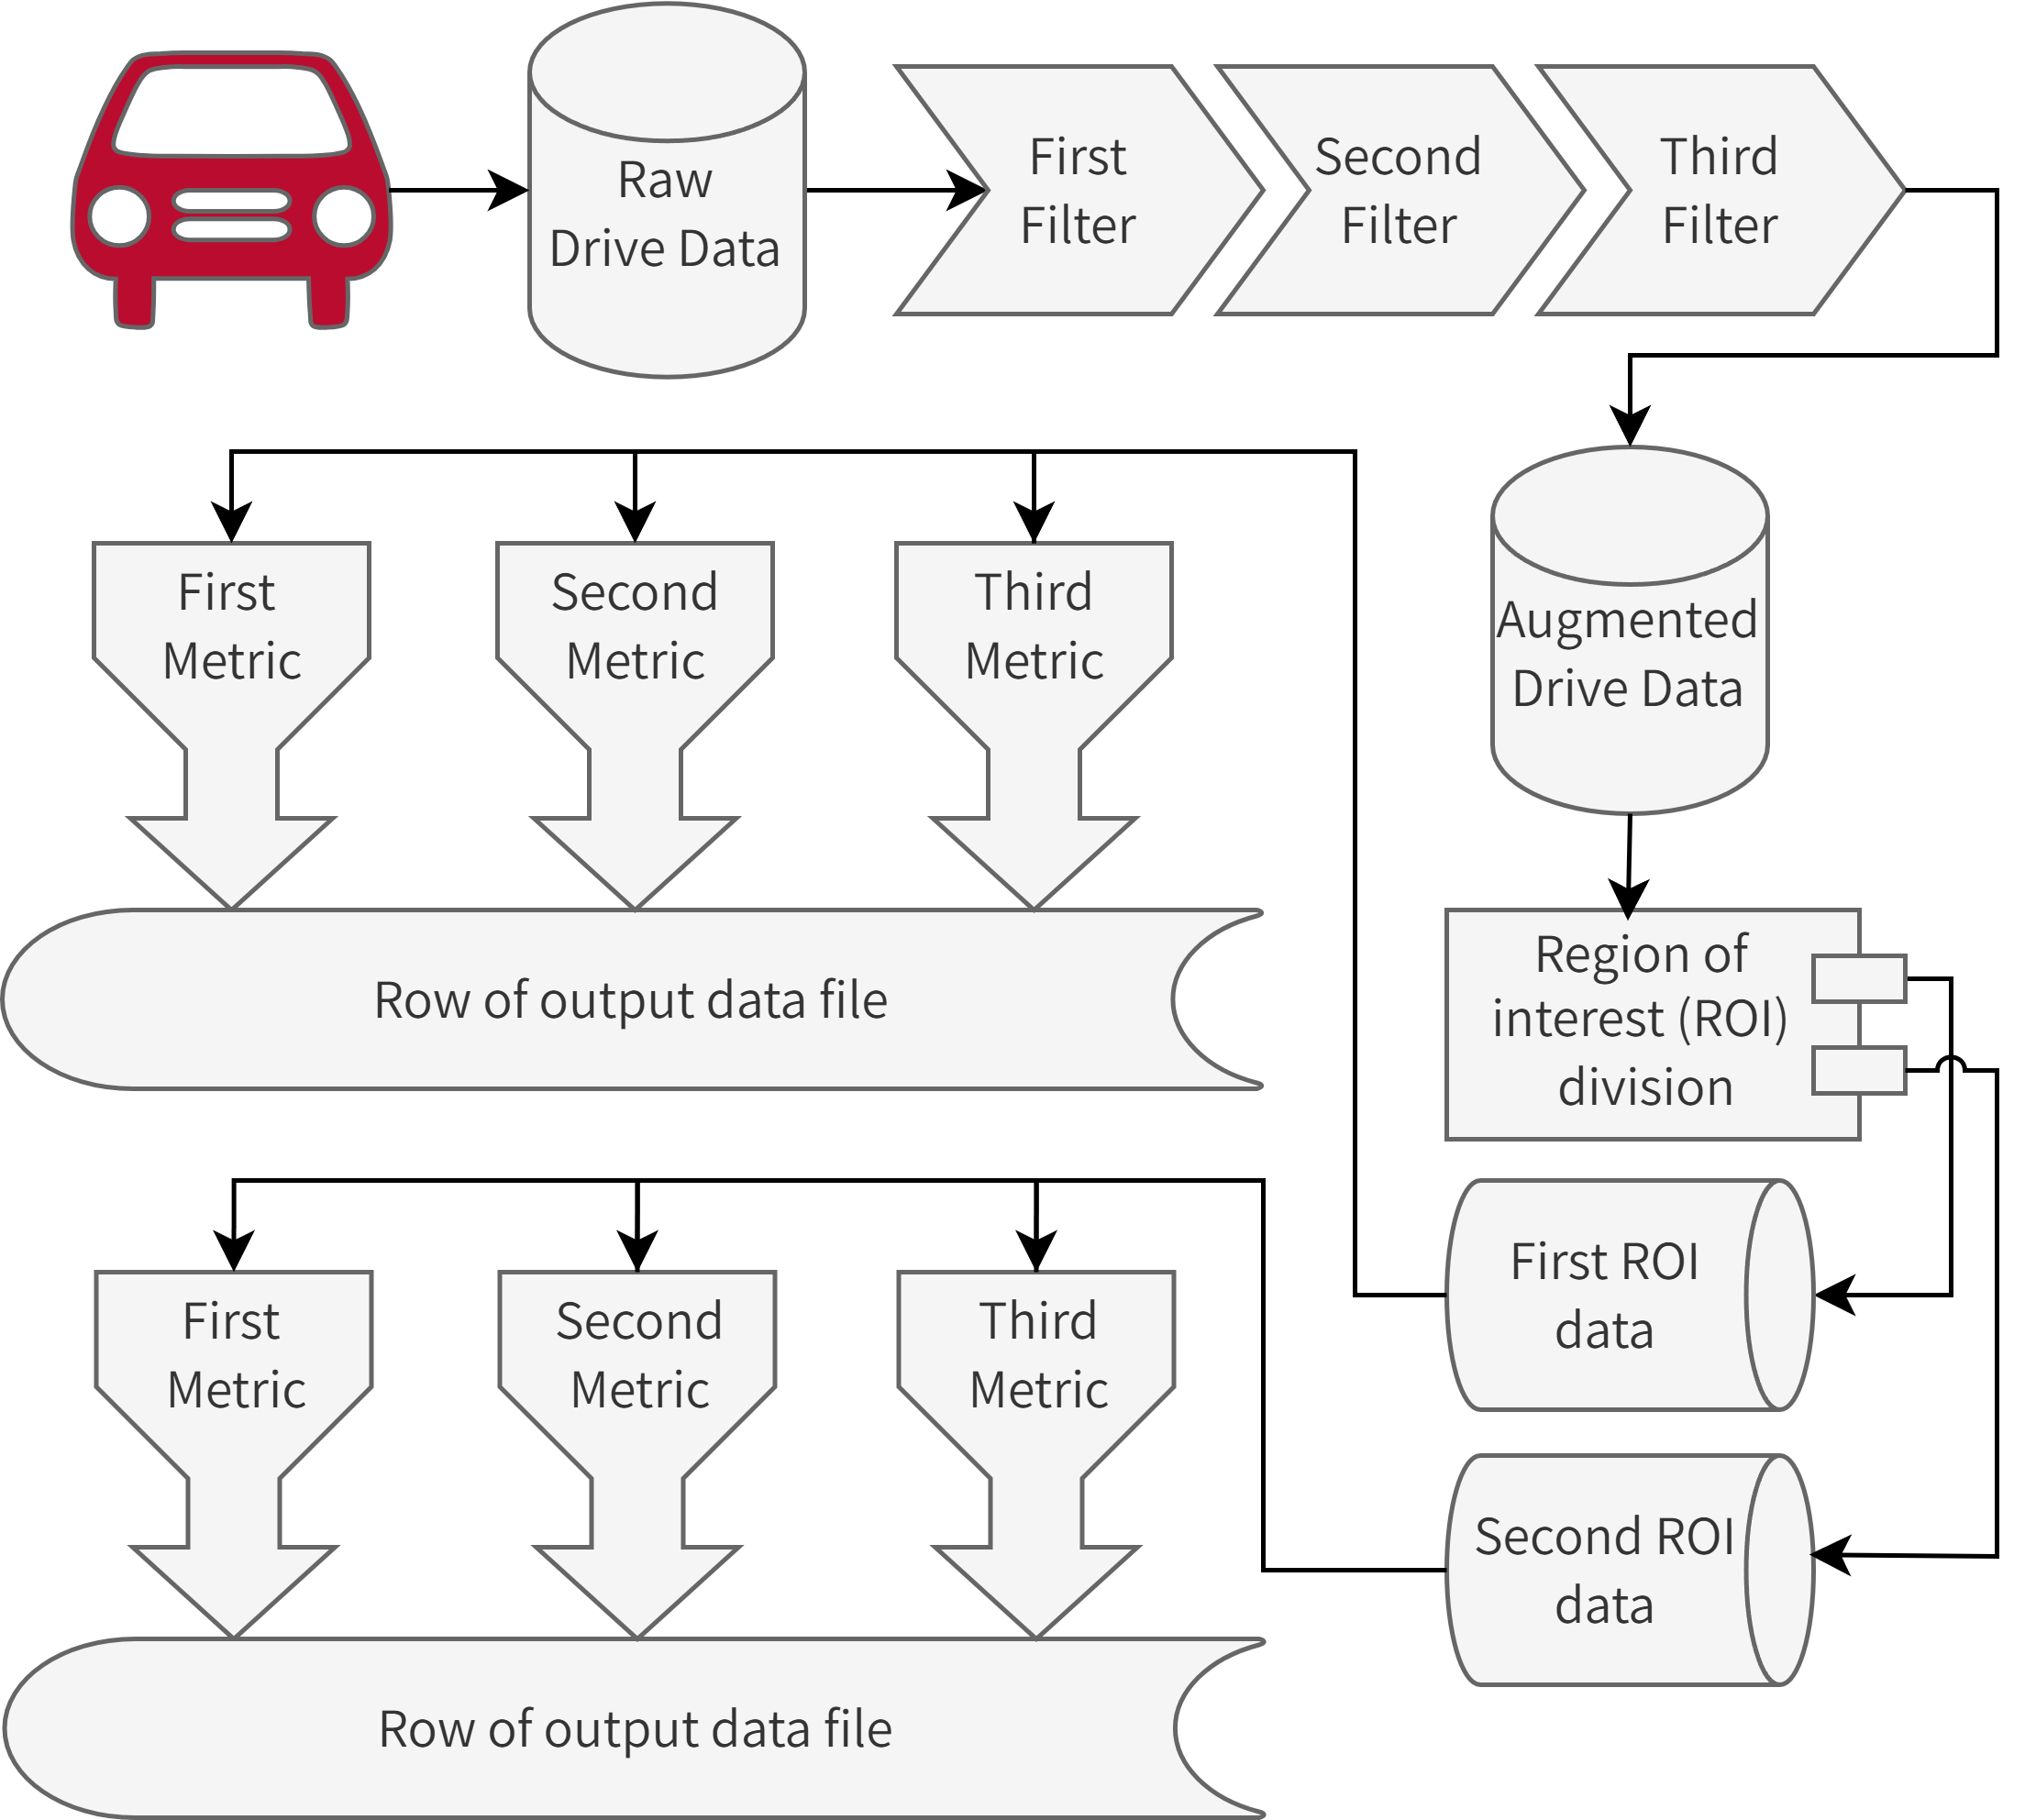 Raw
Drive Data
First
Filter
Second
Filter
Third
Filter
Augmented
Drive Data
Region of
interest (ROI)
division
First ROI
data
Second ROI
data
First
Metric
Second
Metric
Third
Metric
Row of output data file
First
Metric
Second
Metric
Third
Metric
Row of output data file